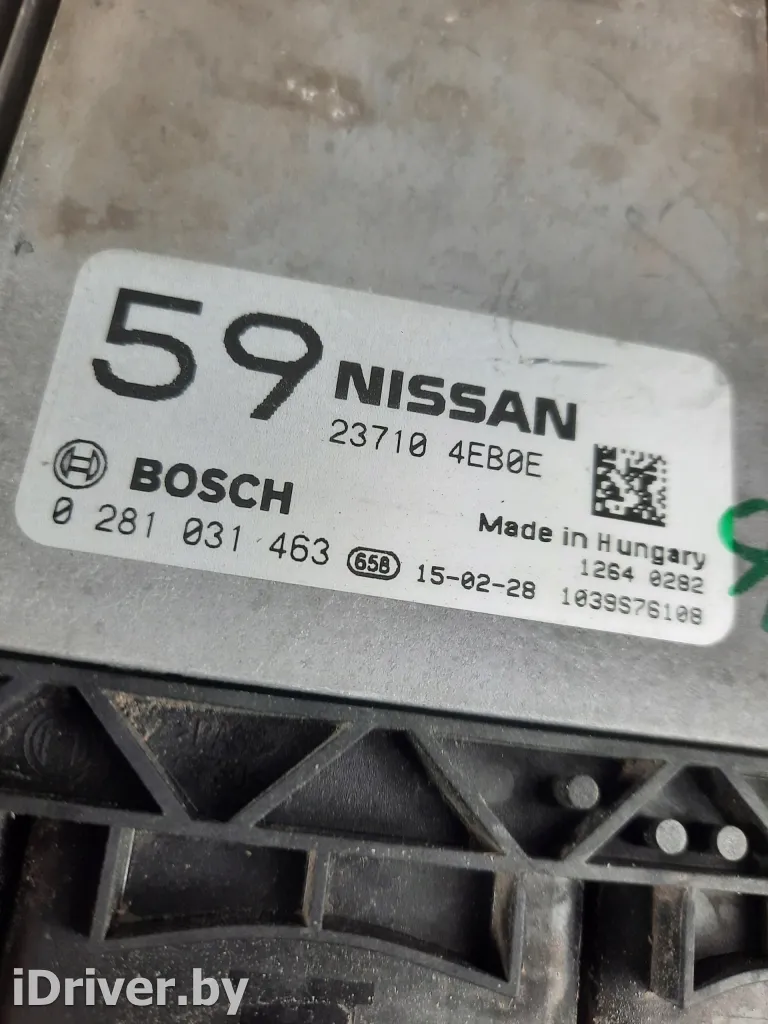 59 NISSAN
23710 4EB0E
BOSCH
0 281 031 463 65B 15-02-28
Made in Hungary
1264 0282
1039S76108
iDriver.by